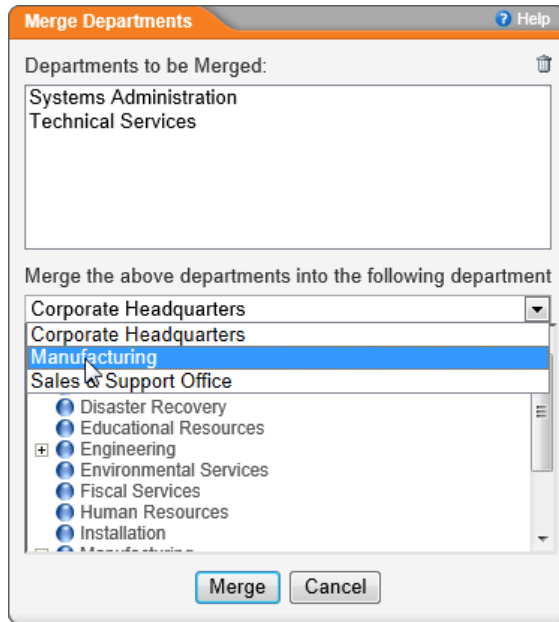 Merge Departments
Help
Departments to be Merged:
Systems Administration
Technical Services
Merge the above departments into the following department
Corporate Headquarters
Corporate Headquarters
Manufacturing
Sales & Support Office
Disaster Recovery
Educational Resources
Engineering
Environmental Services
Fiscal Services
Human Resources
Installation
Manufacturing
Merge Cancel